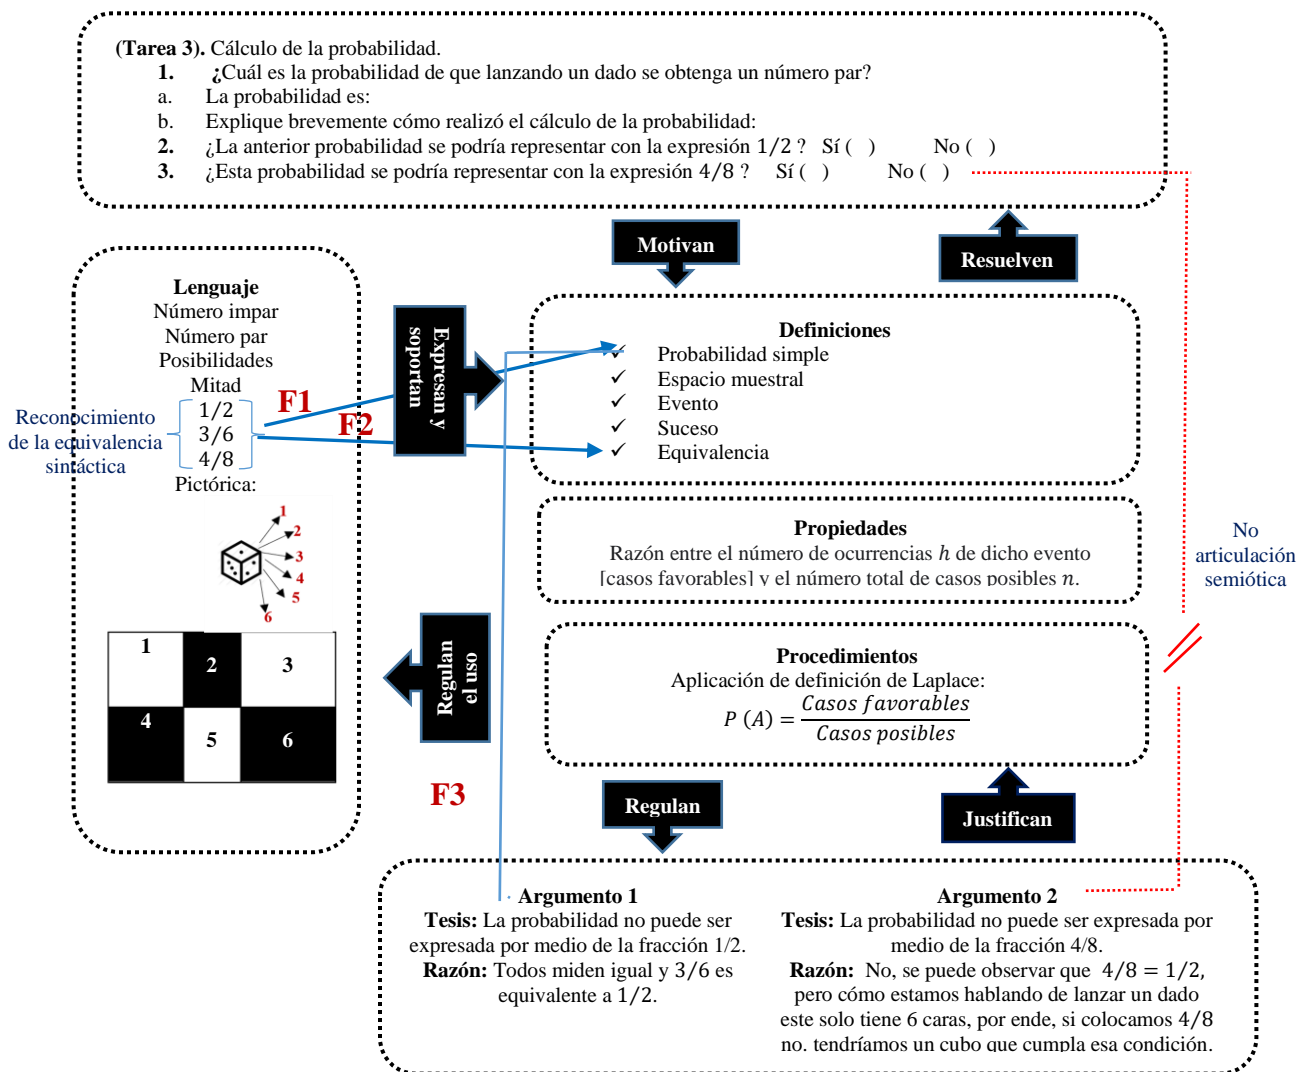 (Tarea 3). Cálculo de la probabilidad.
1. ¿Cuál es la probabilidad de que lanzando un dado se obtenga un número par?
a. La probabilidad es:
b. Explique brevemente cómo realizó el cálculo de la probabilidad:
2. ¿La anterior probabilidad se podría representar con la expresión 1/2 ? Sí ( ) No ( )
3. ¿Esta probabilidad se podría representar con la expresión 4/8 ? Sí ( ) No ( )
Motivan
Resuelven
Lenguaje
Número impar
Número par
Posibilidades
Mitad
1/2
3/6
4/8
Pictórica:
Reconocimiento
de la equivalencia
sintáctica
F1
F2
Expresan y
soportan
1
2
3
4
5
6
1
2
3
4
5
6
Definiciones
✓ Probabilidad simple
✓ Espacio muestral
✓ Evento
✓ Suceso
✓ Equivalencia
Propiedades
Razón entre el número de ocurrencias h de dicho evento
[casos favorables] y el número total de casos posibles n.
No
articulación
semiótica
Regulan
el uso
F3
Procedimientos
Aplicación de definición de Laplace:
P (A) = Casos favorables / Casos posibles
Regulan
Justifican
Argumento 1
Tesis: La probabilidad no puede ser
expresada por medio de la fracción 1/2.
Razón: Todos miden igual y 3/6 es
equivalente a 1/2.
Argumento 2
Tesis: La probabilidad no puede ser expresada por
medio de la fracción 4/8.
Razón: No, se puede observar que 4/8 = 1/2,
pero cómo estamos hablando de lanzar un dado
este solo tiene 6 caras, por ende, si colocamos 4/8
no. tendríamos un cubo que cumpla esa condición.